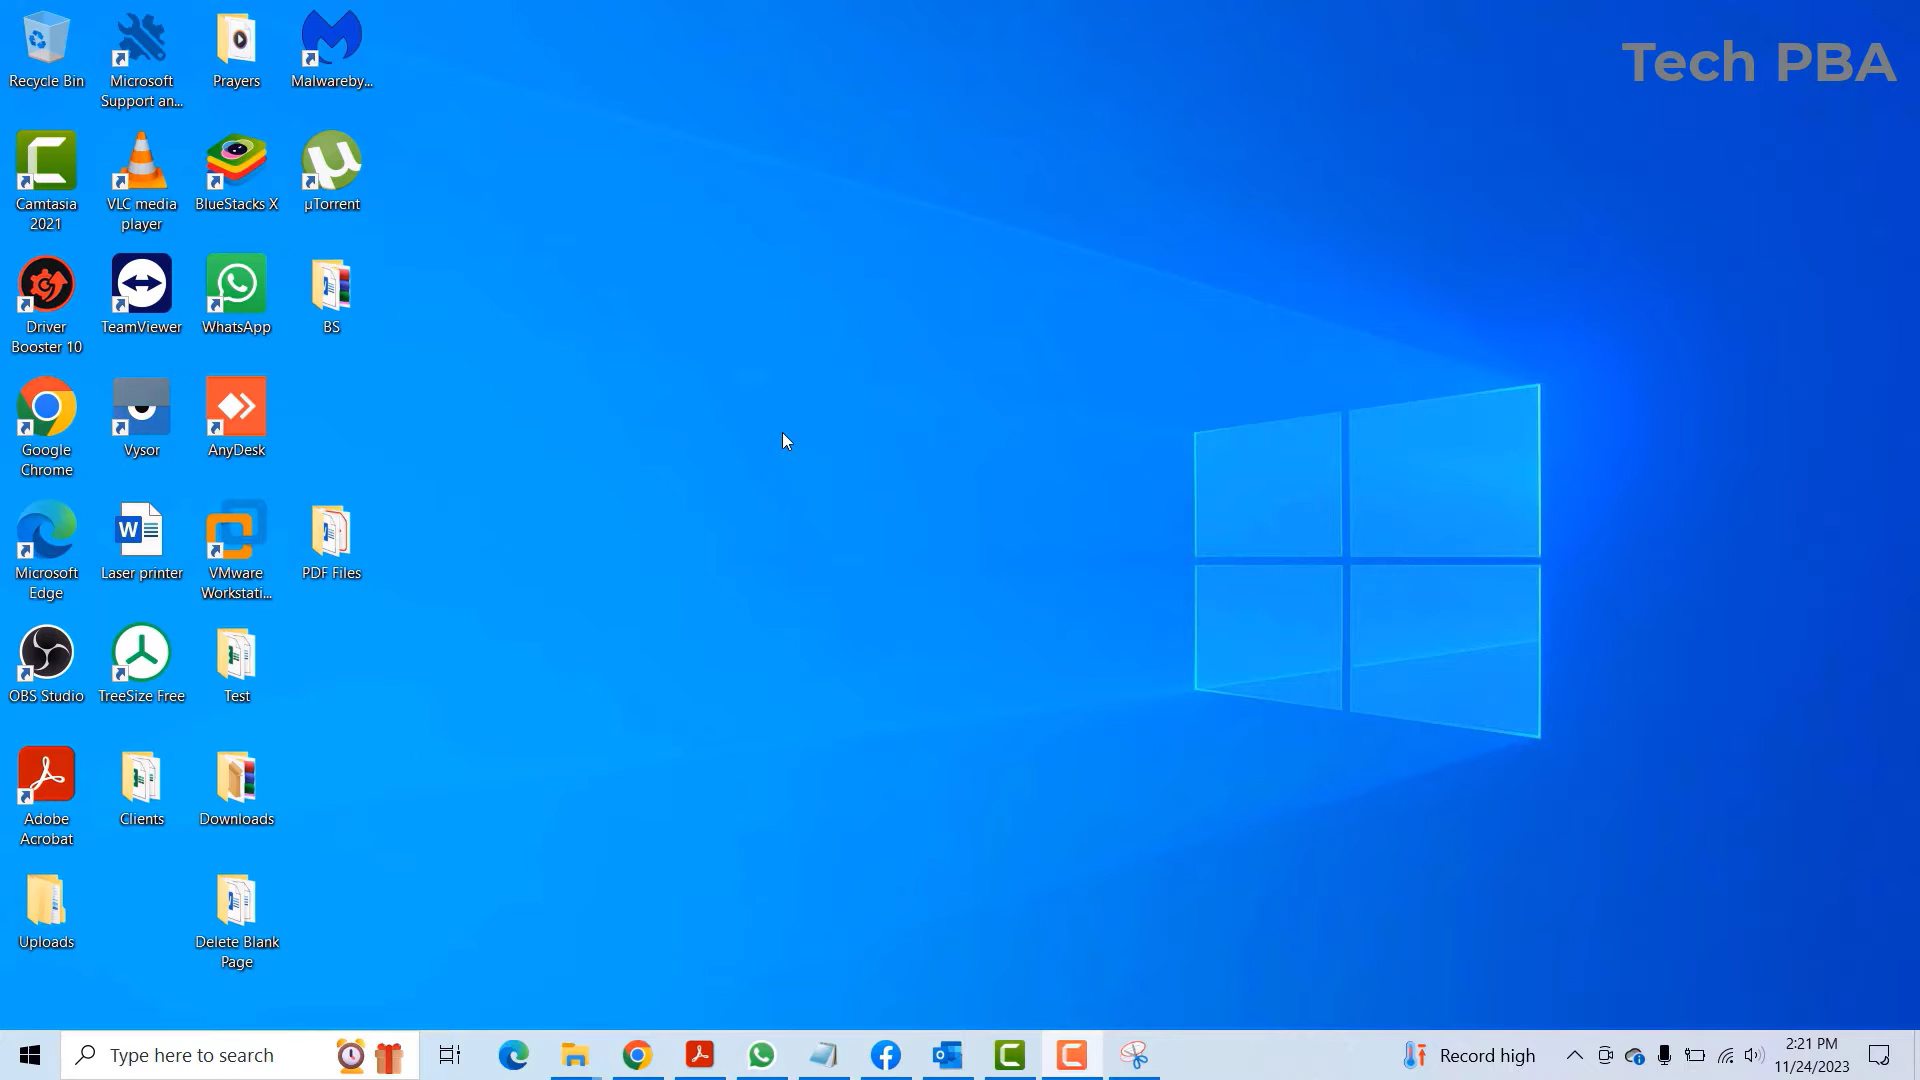 Tech PBA
Recycle Bin
Microsoft
Support an...
Prayers
Malwareby...
Camtasia
2021
VLC media
player
BlueStacks X
µTorrent
Driver
Booster 10
TeamViewer
WhatsApp
BS
Google
Chrome
Vysor
AnyDesk
Microsoft
Edge
Laser printer
VMware
Workstati...
PDF Files
OBS Studio
TreeSize Free
Test
Adobe
Acrobat
Clients
Downloads
Uploads
Delete Blank
Page
Type here to search
Record high
2:21 PM
11/24/2023